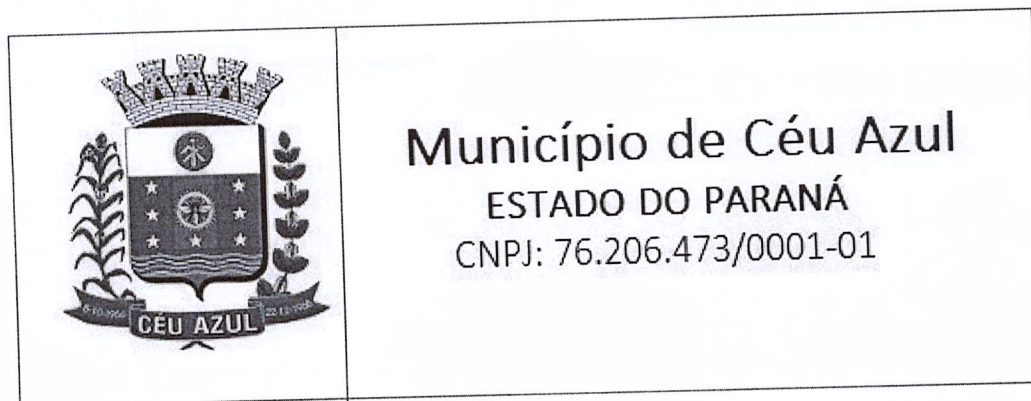 Município de Céu Azul
ESTADO DO PARANÁ
CNPJ: 76.206.473/0001-01
CÉU AZUL